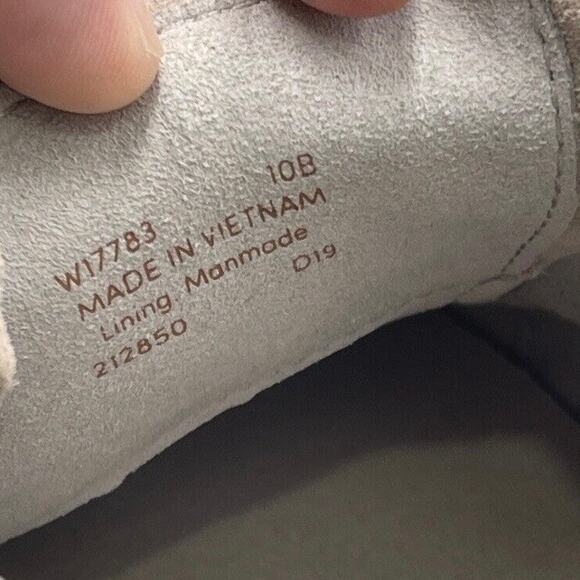 W17783 10B
MADE IN VIETNAM
Lining Manmade
212850 D19